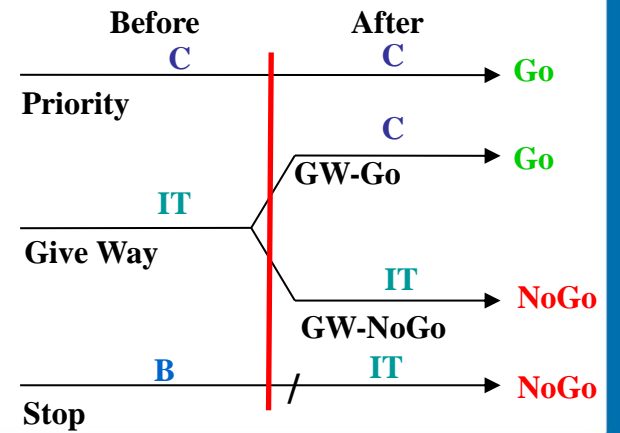 Before After
C C Go
Priority
C Go
GW-Go
IT
Give Way
IT NoGo
GW-NoGo
B IT NoGo
Stop